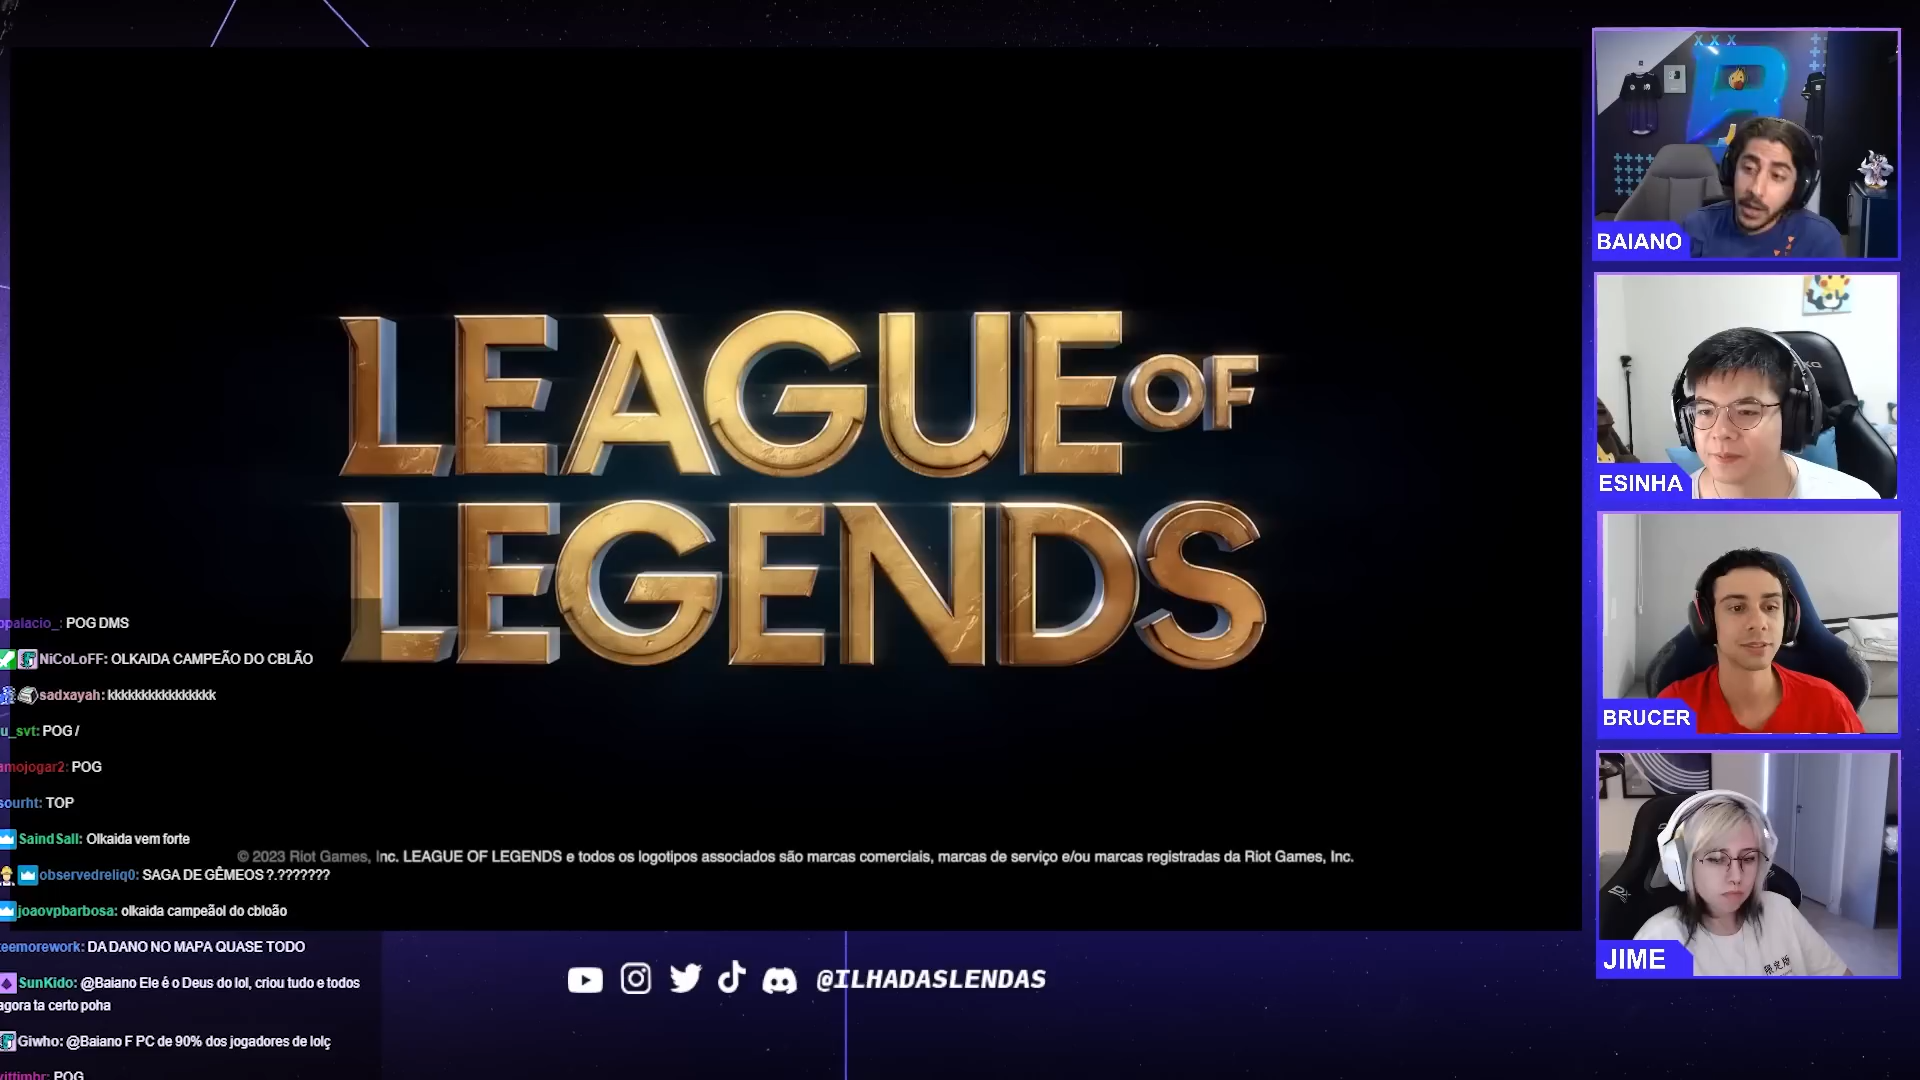 LEAGUE OF
LEGENDS
© 2023 Riot Games, Inc. LEAGUE OF LEGENDS e todos os logotipos associados são marcas comerciais, marcas de serviço e/ou marcas registradas da Riot Games, Inc.
palacio_: POG DMS
NiCoLoFF: OLKAIDA CAMPEÃO DO CBLÃO
sadxayah: kkkkkkkkkkkkkkkk
u_svt: POG /
amojogar2: POG
sourht: TOP
SaindSall: Olkaida vem forte
observedreliq0: SAGA DE GÊMEOS ?.???????
joaovpbarbosa: olkaida campeãol do cbloão
eemorework: DA DANO NO MAPA QUASE TODO
SunKido: @Baiano Ele é o Deus do lol, criou tudo e todos
agora ta certo poha
Giwho: @Baiano F PC de 90% dos jogadores de lolç
POG
@ILHADASLENDAS
BAIANO
ESINHA
BRUCER
JIME